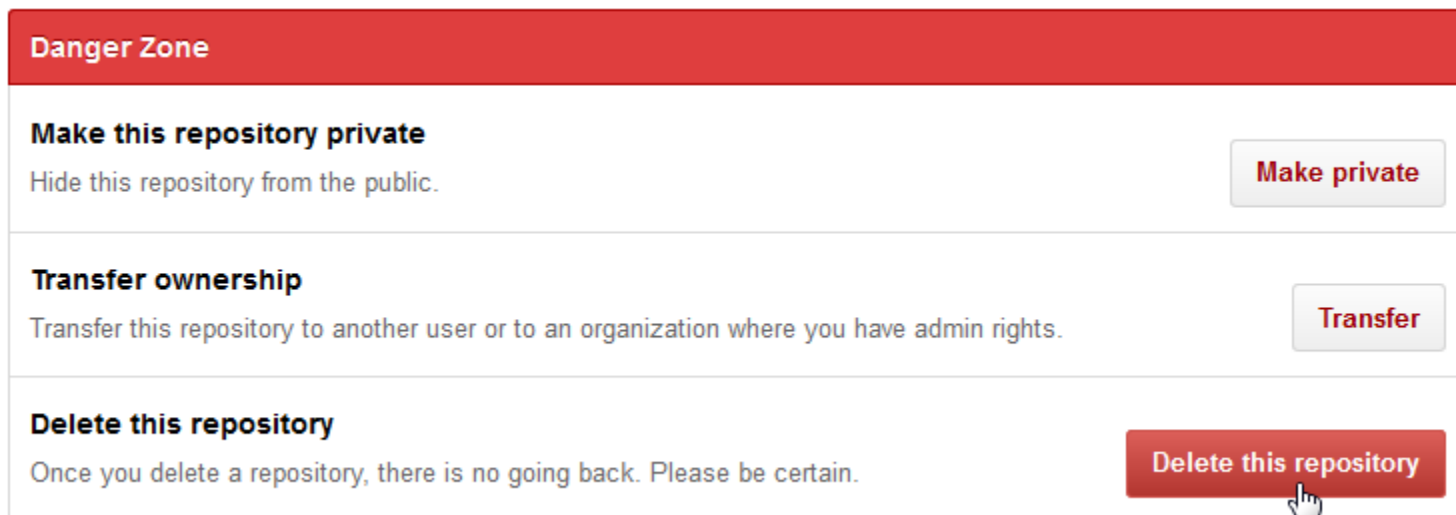 Danger Zone
Make this repository private
Hide this repository from the public.
Make private
Transfer ownership
Transfer this repository to another user or to an organization where you have admin rights.
Transfer
Delete this repository
Once you delete a repository, there is no going back. Please be certain.
Delete this repository